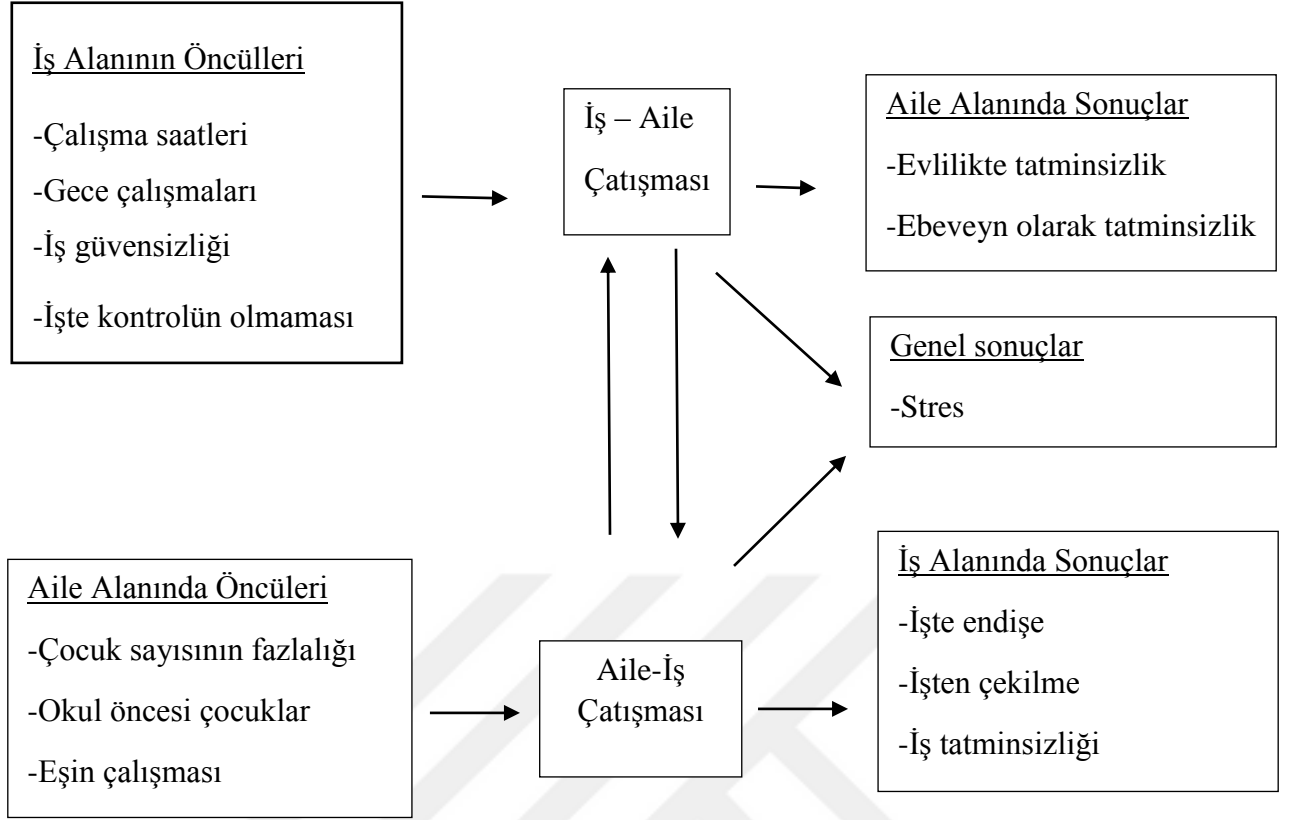 İş Alanının Öncülleri
-Çalışma saatleri
-Gece çalışmaları
-İş güvensizliği
-İşte kontrolün olmaması
İş – Aile
Çatışması
Aile Alanında Sonuçlar
-Evlilikte tatminsizlik
-Ebeveyn olarak tatminsizlik
Genel sonuçlar
-Stres
Aile Alanında Öncüleri
-Çocuk sayısının fazlalığı
-Okul öncesi çocuklar
-Eşin çalışması
Aile-İş
Çatışması
İş Alanında Sonuçlar
-İşte endişe
-İşten çekilme
-İş tatminsizliği